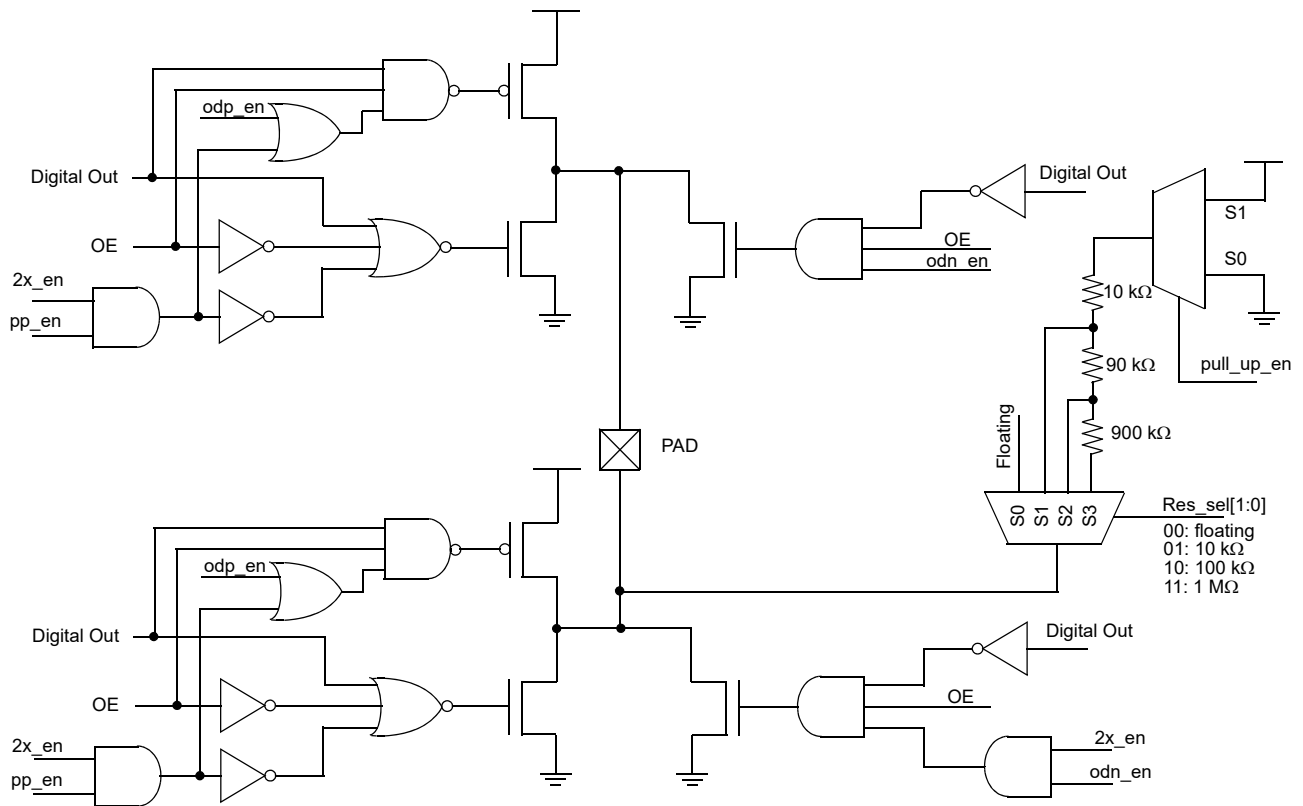 odp_en
Digital Out
OE
2x_en
pp_en
Digital Out
OE
odn_en
S1
S0
10 kΩ
90 kΩ
900 kΩ
pull_up_en
Floating
PAD
S0
S1
S2
S3
Res_sel[1:0]
00: floating
01: 10 kΩ
10: 100 kΩ
11: 1 MΩ
odp_en
Digital Out
OE
2x_en
pp_en
Digital Out
OE
2x_en
odn_en